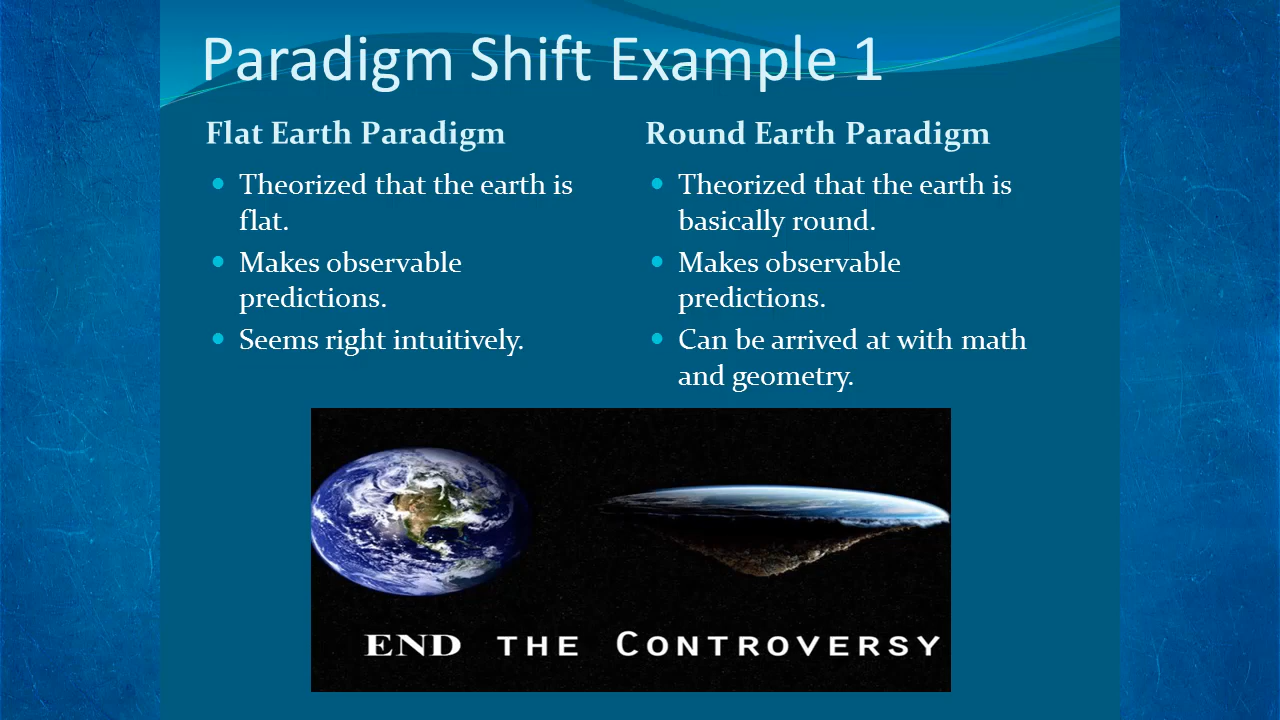 Paradigm Shift Example 1
Flat Earth Paradigm
Theorized that the earth is
flat.
Makes observable
predictions.
Seems right intuitively.
Round Earth Paradigm
Theorized that the earth is
basically round.
Makes observable
predictions.
Can be arrived at with math
and geometry.
END THE CONTROVERSY